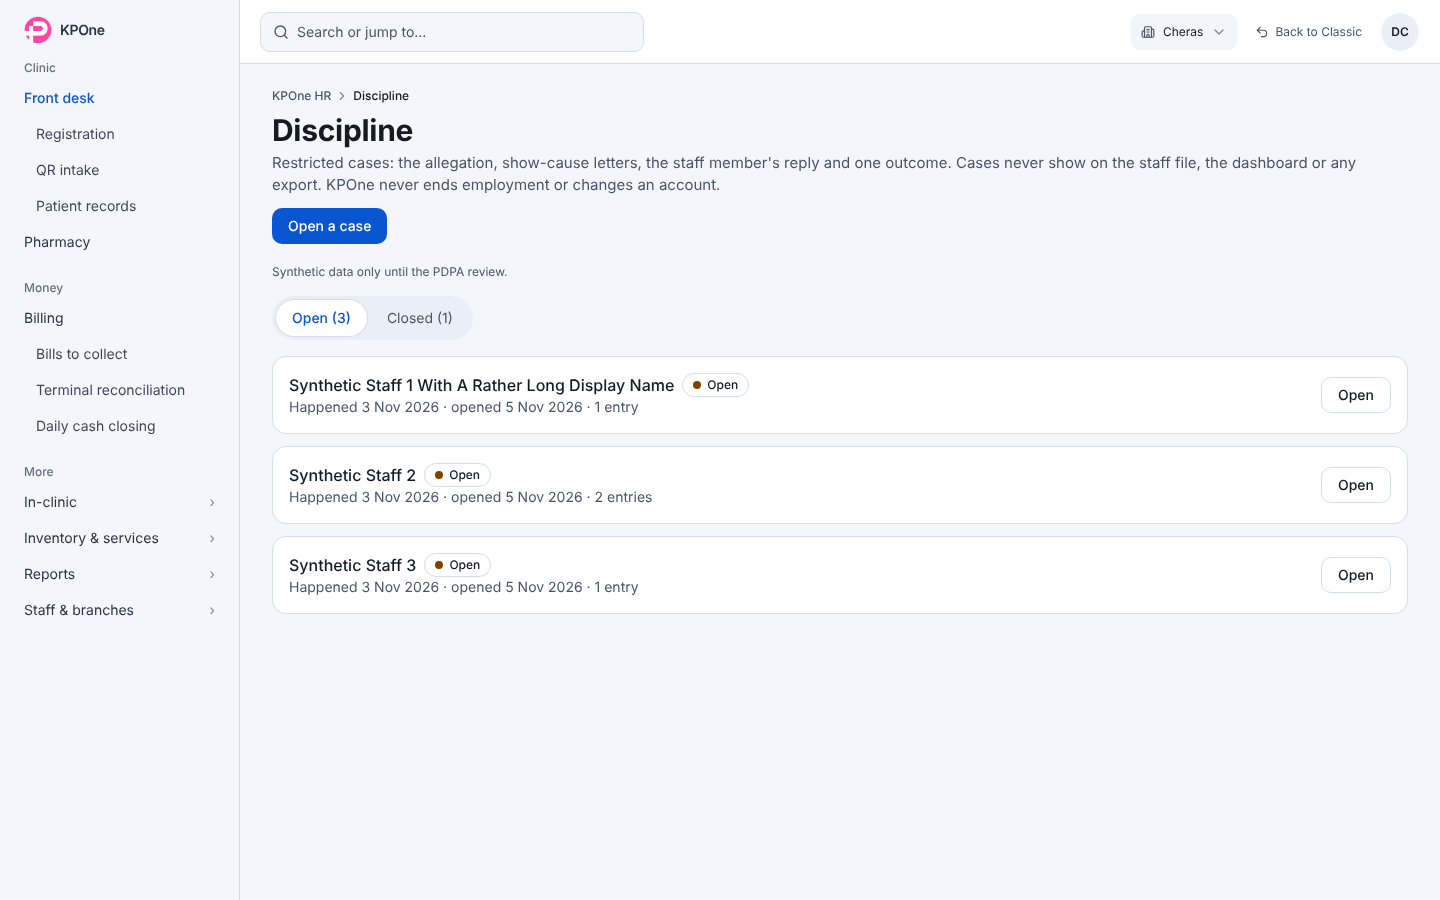 KPOne
Clinic
Front desk
Registration
QR intake
Patient records
Pharmacy
Money
Billing
Bills to collect
Terminal reconciliation
Daily cash closing
More
In-clinic
Inventory & services
Reports
Staff & branches
Search or jump to...
Cheras
Back to Classic
DC
KPOne HR > Discipline
Discipline
Restricted cases: the allegation, show-cause letters, the staff member's reply and one outcome. Cases never show on the staff file, the dashboard or any
export. KPOne never ends employment or changes an account.
Open a case
Synthetic data only until the PDPA review.
Open (3)
Closed (1)
Synthetic Staff 1 With A Rather Long Display Name
Open
Happened 3 Nov 2026 · opened 5 Nov 2026 · 1 entry
Open
Synthetic Staff 2
Open
Happened 3 Nov 2026 · opened 5 Nov 2026 · 2 entries
Open
Synthetic Staff 3
Open
Happened 3 Nov 2026 · opened 5 Nov 2026 · 1 entry
Open